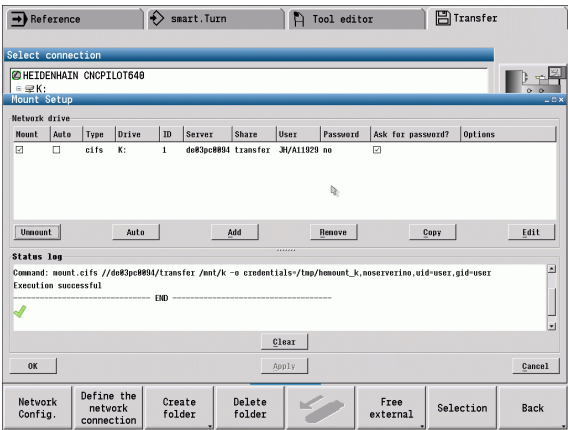 Reference smart.Turn Tool editor Transfer
Select connection
HEIDENHAIN CNCPILOT640
K:
Mount Setup
Network drive
Mount Auto Type Drive ID Server Share User Password Ask for password? Options
cifs K: 1 de03pc0094 transfer JH/A11929 no
Unmount Auto Add Remove Copy Edit
Status log
Command: mount.cifs //de03pc0094/transfer /mnt/k -o credentials=/tmp/hemount_k,noserverino,uid=user,gid=user
Execution successful
------------------------------ END -----------------------------------
Clear
OK Apply Cancel
Network Config. Define the network connection Create folder Delete folder Free external Selection Back